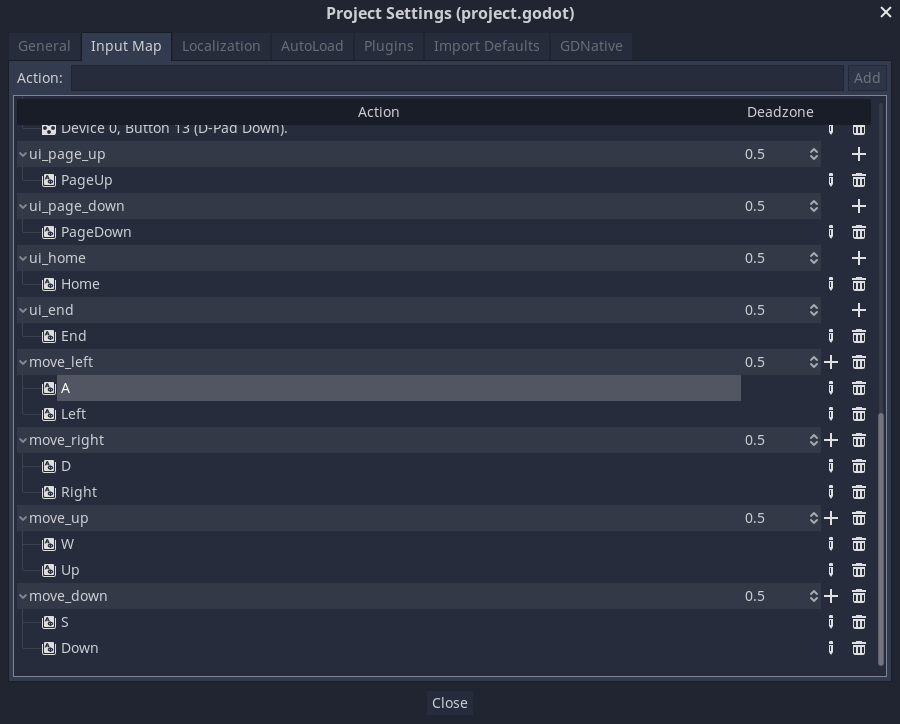 Project Settings (project.godot)
General Input Map Localization AutoLoad Plugins Import Defaults GDNative
Action: Add
Action Deadzone
Device 0, Button 13 (D-Pad Down).
ui_page_up 0.5
PageUp
ui_page_down 0.5
PageDown
ui_home 0.5
Home
ui_end 0.5
End
move_left 0.5
A
Left
move_right 0.5
D
Right
move_up 0.5
W
Up
move_down 0.5
S
Down
Close